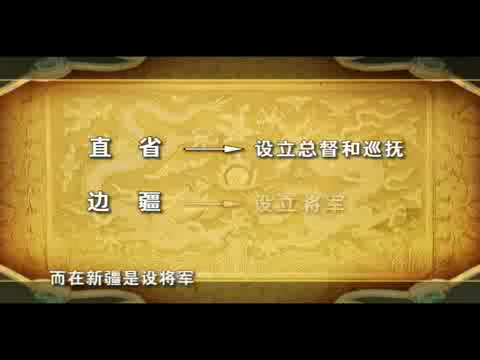 直 省 设立总督和巡抚
边 疆 设立将军
而在新疆是设将军